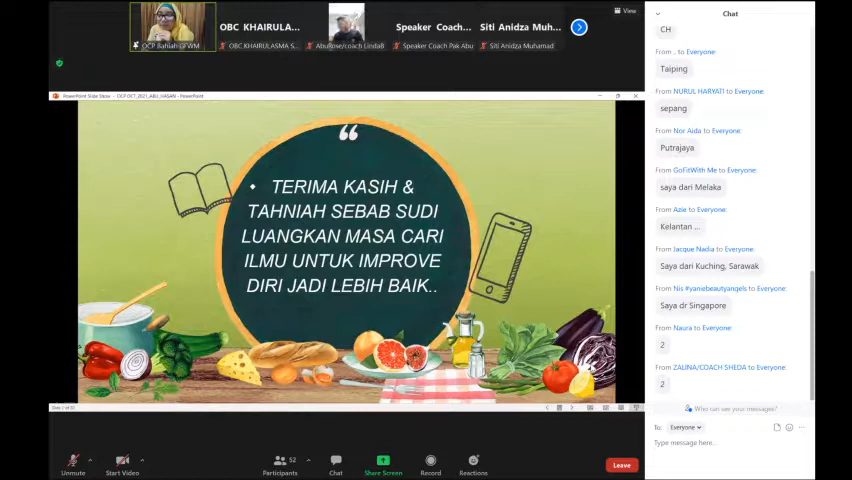 View
Chat
OBC KHAIRULA...
Speaker Coach...
Siti Anidza Muh...
OCP Bahiah GFWM
OBC KHAIRULASMA S...
AbuRose/coach LindaB
Speaker Coach Pak Abu
Siti Anidza Muhamad
PowerPoint Slide Show - OCP OCT_2021_ABU_HASAN - PowerPoint
“
• TERIMA KASIH &
TAHNIAH SEBAB SUDI
LUANGKAN MASA CARI
ILMU UNTUK IMPROVE
DIRI JADI LEBIH BAIK..
CH
From . to Everyone:
Taiping
From NURUL HARYATI to Everyone:
sepang
From Nor Aida to Everyone:
Putrajaya
From GoFitWith Me to Everyone:
saya dari Melaka
From Azie to Everyone:
Kelantan ...
From Jacque Nadia to Everyone:
Saya dari Kuching, Sarawak
From Nis #yaniebeautyangels to Everyone:
Saya dr Singapore
From Naura to Everyone:
2
From ZALINA/COACH SHEDA to Everyone:
2
Who can see your messages?
To: Everyone
Type message here...
Unmute
Start Video
52
Participants
Chat
Share Screen
Record
Reactions
Leave